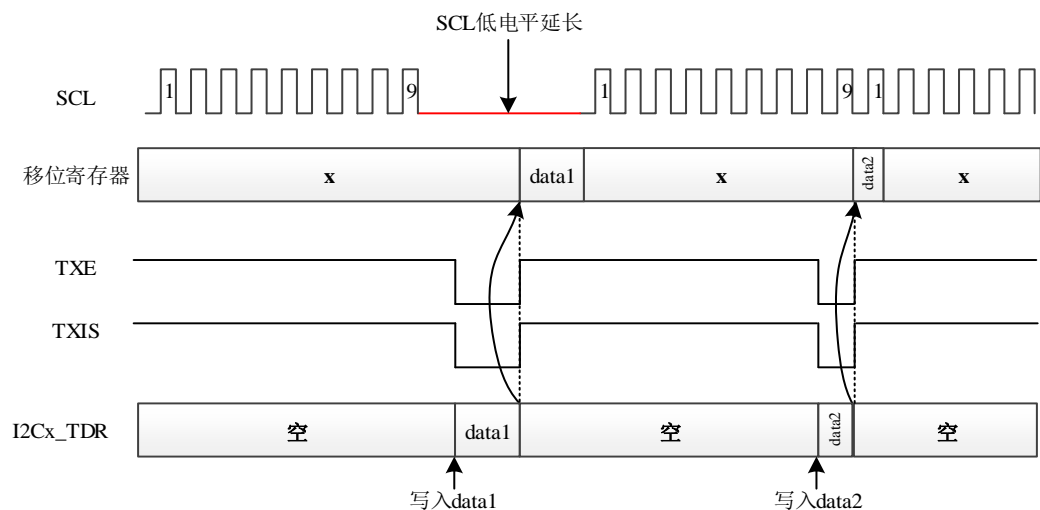 SCL低电平延长
SCL
1 9 1 9 1
移位寄存器
x data1 x data2 x
TXE
TXIS
I2Cx_TDR
空 data1 空 data2 空
写入data1 写入data2